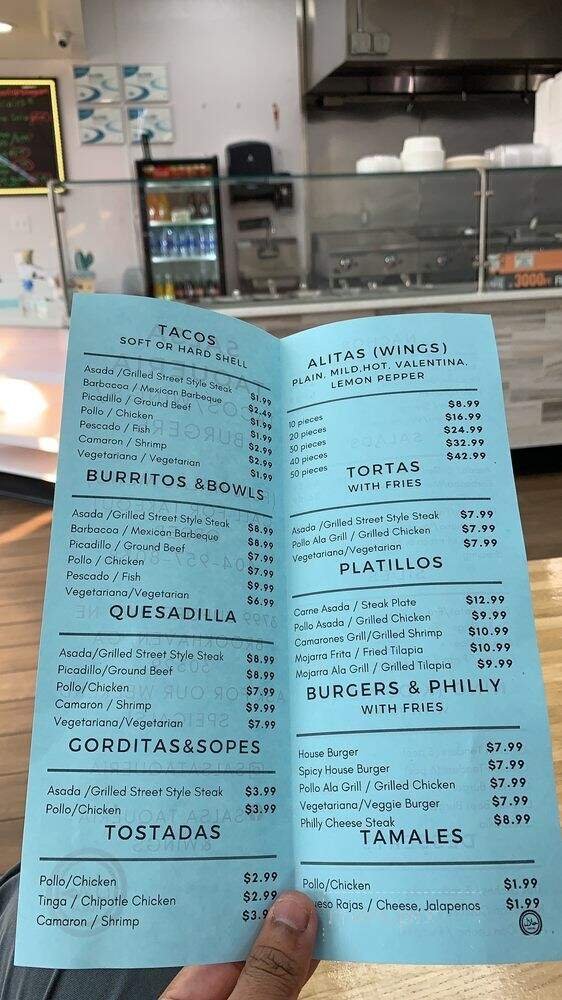 TACOS
SOFT OR HARD SHELL
Asada /Grilled Street Style Steak $1.99
Barbacoa / Mexican Barbeque $2.49
Picadillo / Ground Beef $1.99
Pollo / Chicken $1.99
Pescado / Fish $2.99
Camaron / Shrimp $2.99
Vegetariana / Vegetarian $1.99
BURRITOS &BOWLS
Asada /Grilled Street Style Steak $8.99
Barbacoa / Mexican Barbeque $8.99
Picadillo / Ground Beef $7.99
Pollo / Chicken $7.99
Pescado / Fish $9.99
Vegetariana/Vegetarian $6.99
QUESADILLA
Asada/Grilled Street Style Steak $8.99
Picadillo/Ground Beef $8.99
Pollo/Chicken $7.99
Camaron / Shrimp $9.99
Vegetariana/Vegetarian $7.99
GORDITAS&SOPES
Asada /Grilled Street Style Steak $3.99
Pollo/Chicken $3.99
TOSTADAS
Pollo/Chicken $2.99
Tinga / Chipotle Chicken $2.99
Camaron / Shrimp
ALITAS (WINGS)
PLAIN, MILD,HOT, VALENTINA,
LEMON PEPPER
10 pieces $8.99
20 pieces $16.99
30 pieces $24.99
40 pieces $32.99
50 pieces $42.99
TORTAS
WITH FRIES
Asada /Grilled Street Style Steak $7.99
Pollo Ala Grill / Grilled Chicken $7.99
Vegetariana/Vegetarian $7.99
PLATILLOS
Carne Asada / Steak Plate $12.99
Pollo Asada / Grilled Chicken $9.99
Camarones Grill/Grilled Shrimp $10.99
Mojarra Frita / Fried Tilapia $10.99
Mojarra Ala Grill / Grilled Tilapia $9.99
BURGERS & PHILLY
WITH FRIES
House Burger $7.99
Spicy House Burger $7.99
Pollo Ala Grill / Grilled Chicken $7.99
Vegetariana/Veggie Burger $7.99
Philly Cheese Steak $8.99
TAMALES
Pollo/Chicken $1.99
Rajas / Cheese, Jalapenos $1.99
3000